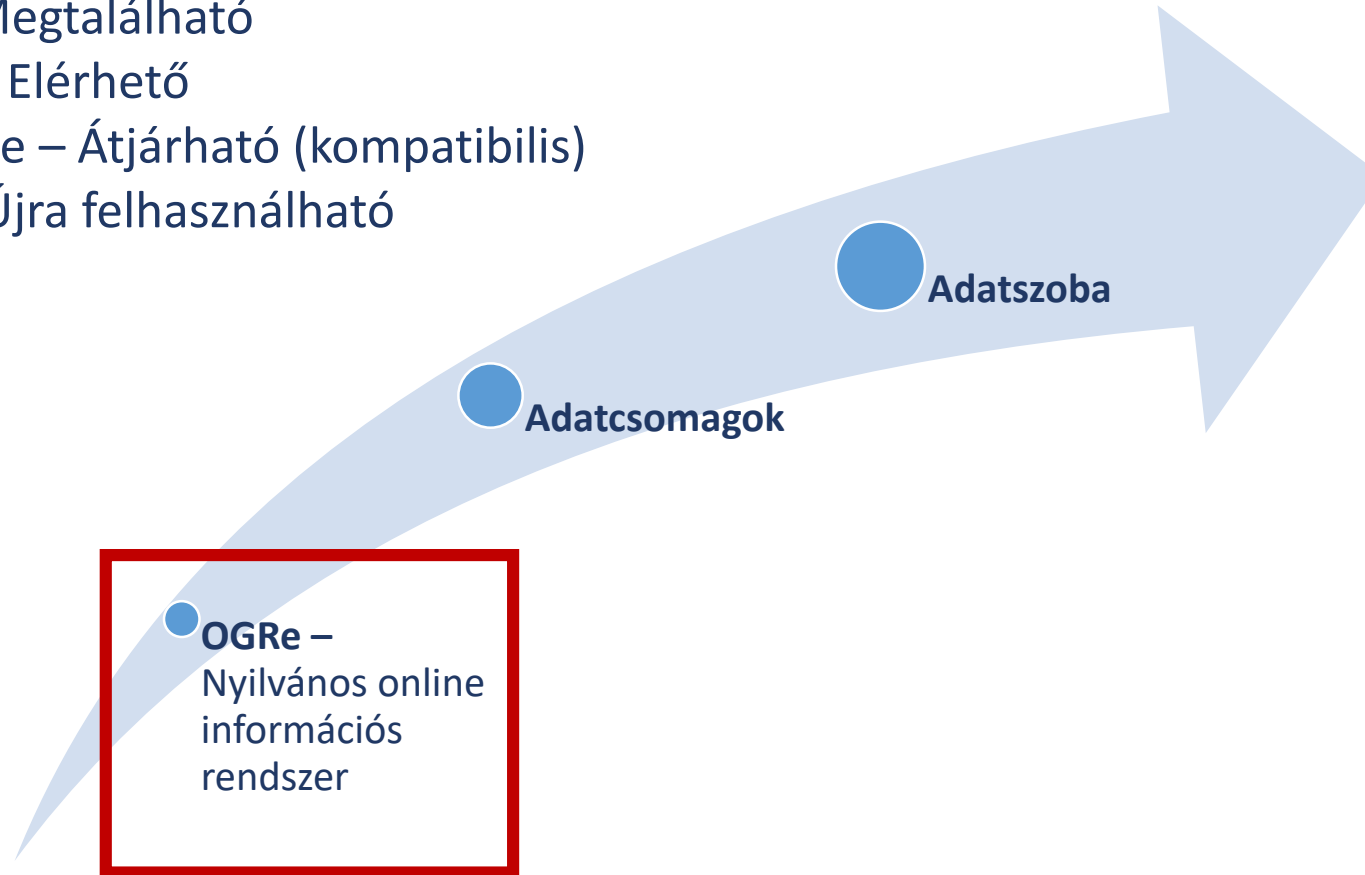 Megtalálható
Elérhető
e – Átjárható (kompatibilis)
Újra felhasználható
Adatszoba
Adatcsomagok
OGRe –
Nyilvános online
információs
rendszer